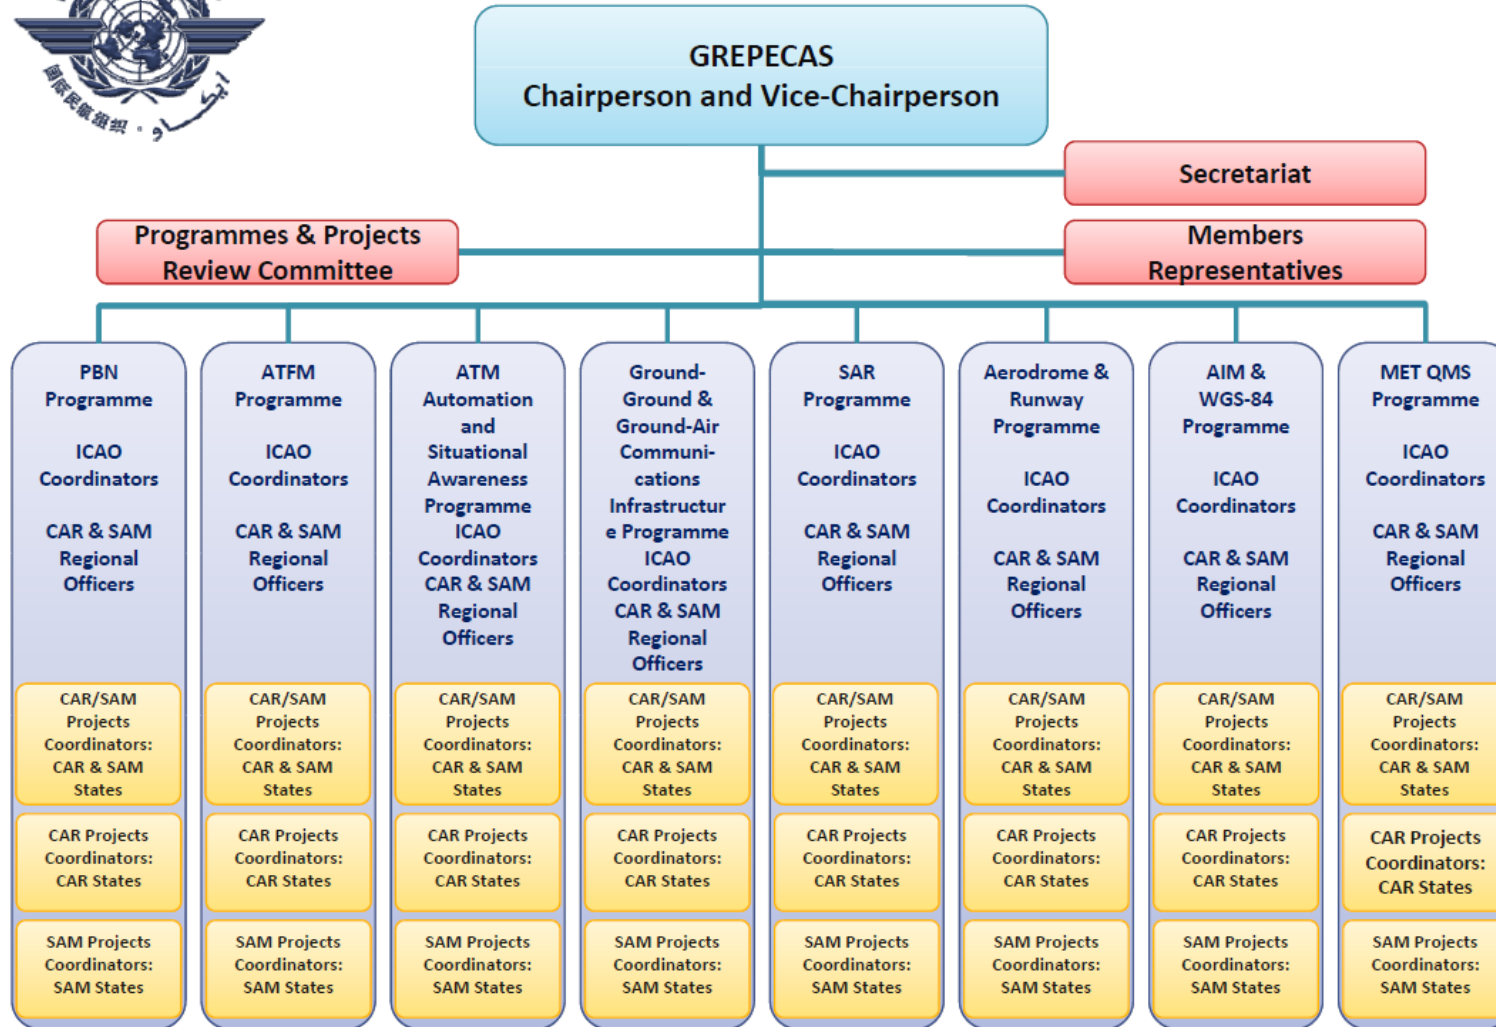 国际民航组织
إيكاو
GREPECAS
Chairperson and Vice-Chairperson
Secretariat
Programmes & Projects
Review Committee
Members
Representatives
PBN
Programme
ICAO
Coordinators
CAR & SAM
Regional
Officers
CAR/SAM
Projects
Coordinators:
CAR & SAM
States
CAR Projects
Coordinators:
CAR States
SAM Projects
Coordinators:
SAM States
ATFM
Programme
ICAO
Coordinators
CAR & SAM
Regional
Officers
CAR/SAM
Projects
Coordinators:
CAR & SAM
States
CAR Projects
Coordinators:
CAR States
SAM Projects
Coordinators:
SAM States
ATM
Automation
and
Situational
Awareness
Programme
ICAO
Coordinators
CAR & SAM
Regional
Officers
CAR/SAM
Projects
Coordinators:
CAR & SAM
States
CAR Projects
Coordinators:
CAR States
SAM Projects
Coordinators:
SAM States
Ground-
Ground &
Ground-Air
Communi-
cations
Infrastructur
e Programme
ICAO
Coordinators
CAR & SAM
Regional
Officers
CAR/SAM
Projects
Coordinators:
CAR & SAM
States
CAR Projects
Coordinators:
CAR States
SAM Projects
Coordinators:
SAM States
SAR
Programme
ICAO
Coordinators
CAR & SAM
Regional
Officers
CAR/SAM
Projects
Coordinators:
CAR & SAM
States
CAR Projects
Coordinators:
CAR States
SAM Projects
Coordinators:
SAM States
Aerodrome &
Runway
Programme
ICAO
Coordinators
CAR & SAM
Regional
Officers
CAR/SAM
Projects
Coordinators:
CAR & SAM
States
CAR Projects
Coordinators:
CAR States
SAM Projects
Coordinators:
SAM States
AIM &
WGS-84
Programme
ICAO
Coordinators
CAR & SAM
Regional
Officers
CAR/SAM
Projects
Coordinators:
CAR & SAM
States
CAR Projects
Coordinators:
CAR States
SAM Projects
Coordinators:
SAM States
MET QMS
Programme
ICAO
Coordinators
CAR & SAM
Regional
Officers
CAR/SAM
Projects
Coordinators:
CAR & SAM
States
CAR Projects
Coordinators:
CAR States
SAM Projects
Coordinators:
SAM States